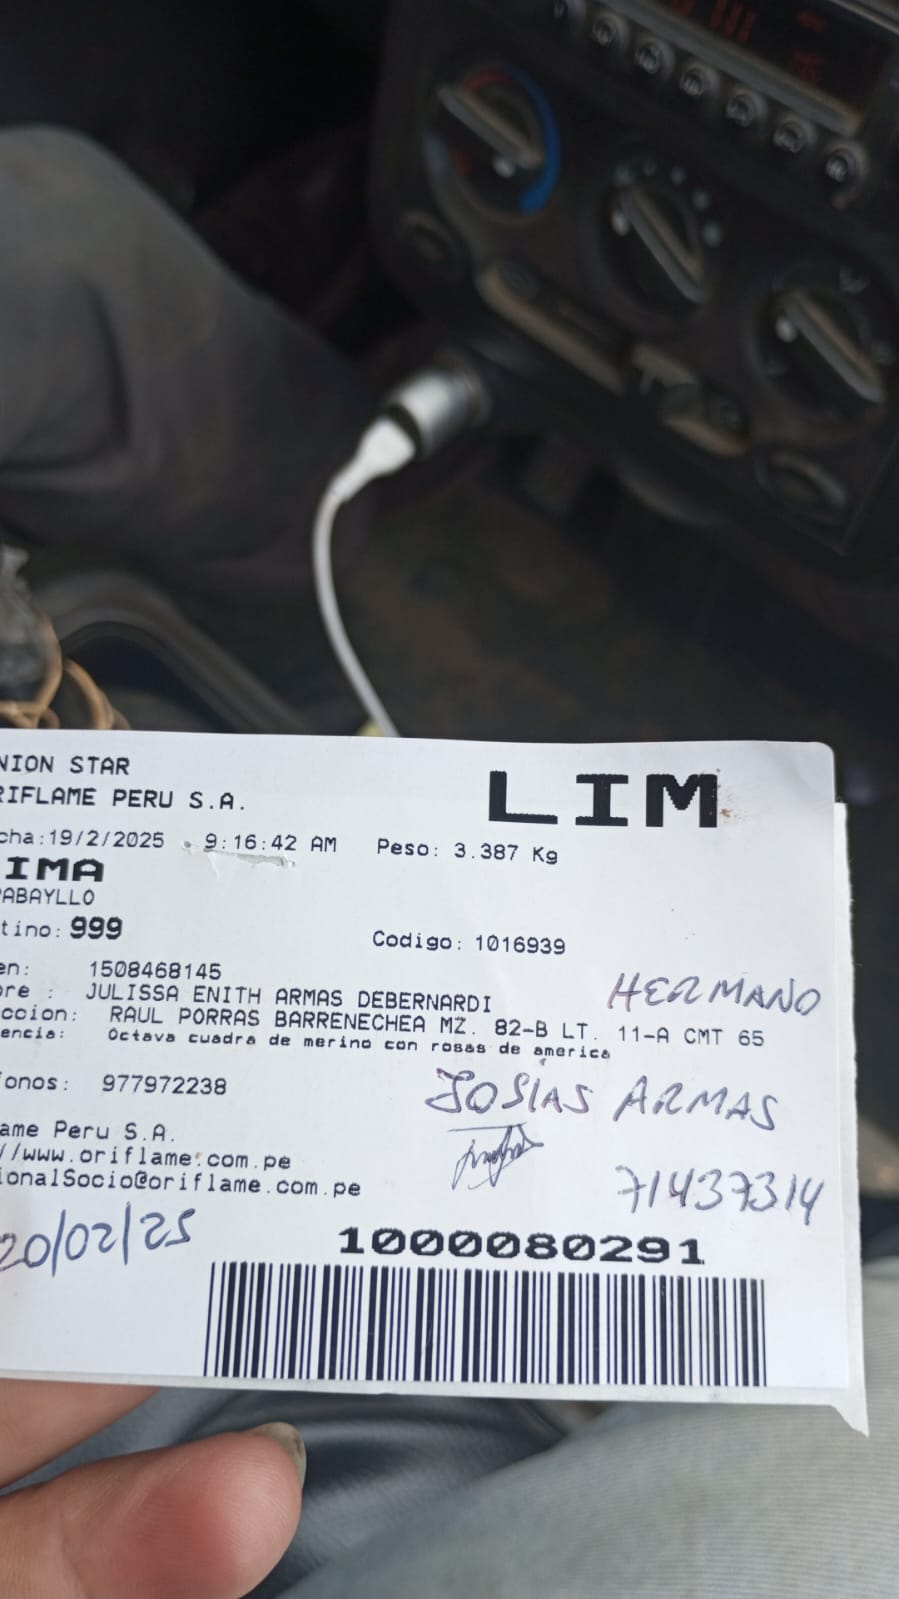 NION STAR
RIFLAME PERU S.A.
LIM
cha:19/2/2025 9:16:42 AM Peso: 3.387 Kg
IMA
ABAYLLO
tino: 999 Codigo: 1016939
en: 1508468145
re : JULISSA ENITH ARMAS DEBERNARDI
HERMANO
ccion: RAUL PORRAS BARRENECHEA MZ. 82-B LT. 11-A CMT 65
encia: Octava cuadra de merino con rosas de america
onos: 977972238
JOSIAS ARMAS
ame Peru S.A.
//www.oriflame.com.pe
ionalSocio@oriflame.com.pe
71437314
20/02/25
1000080291